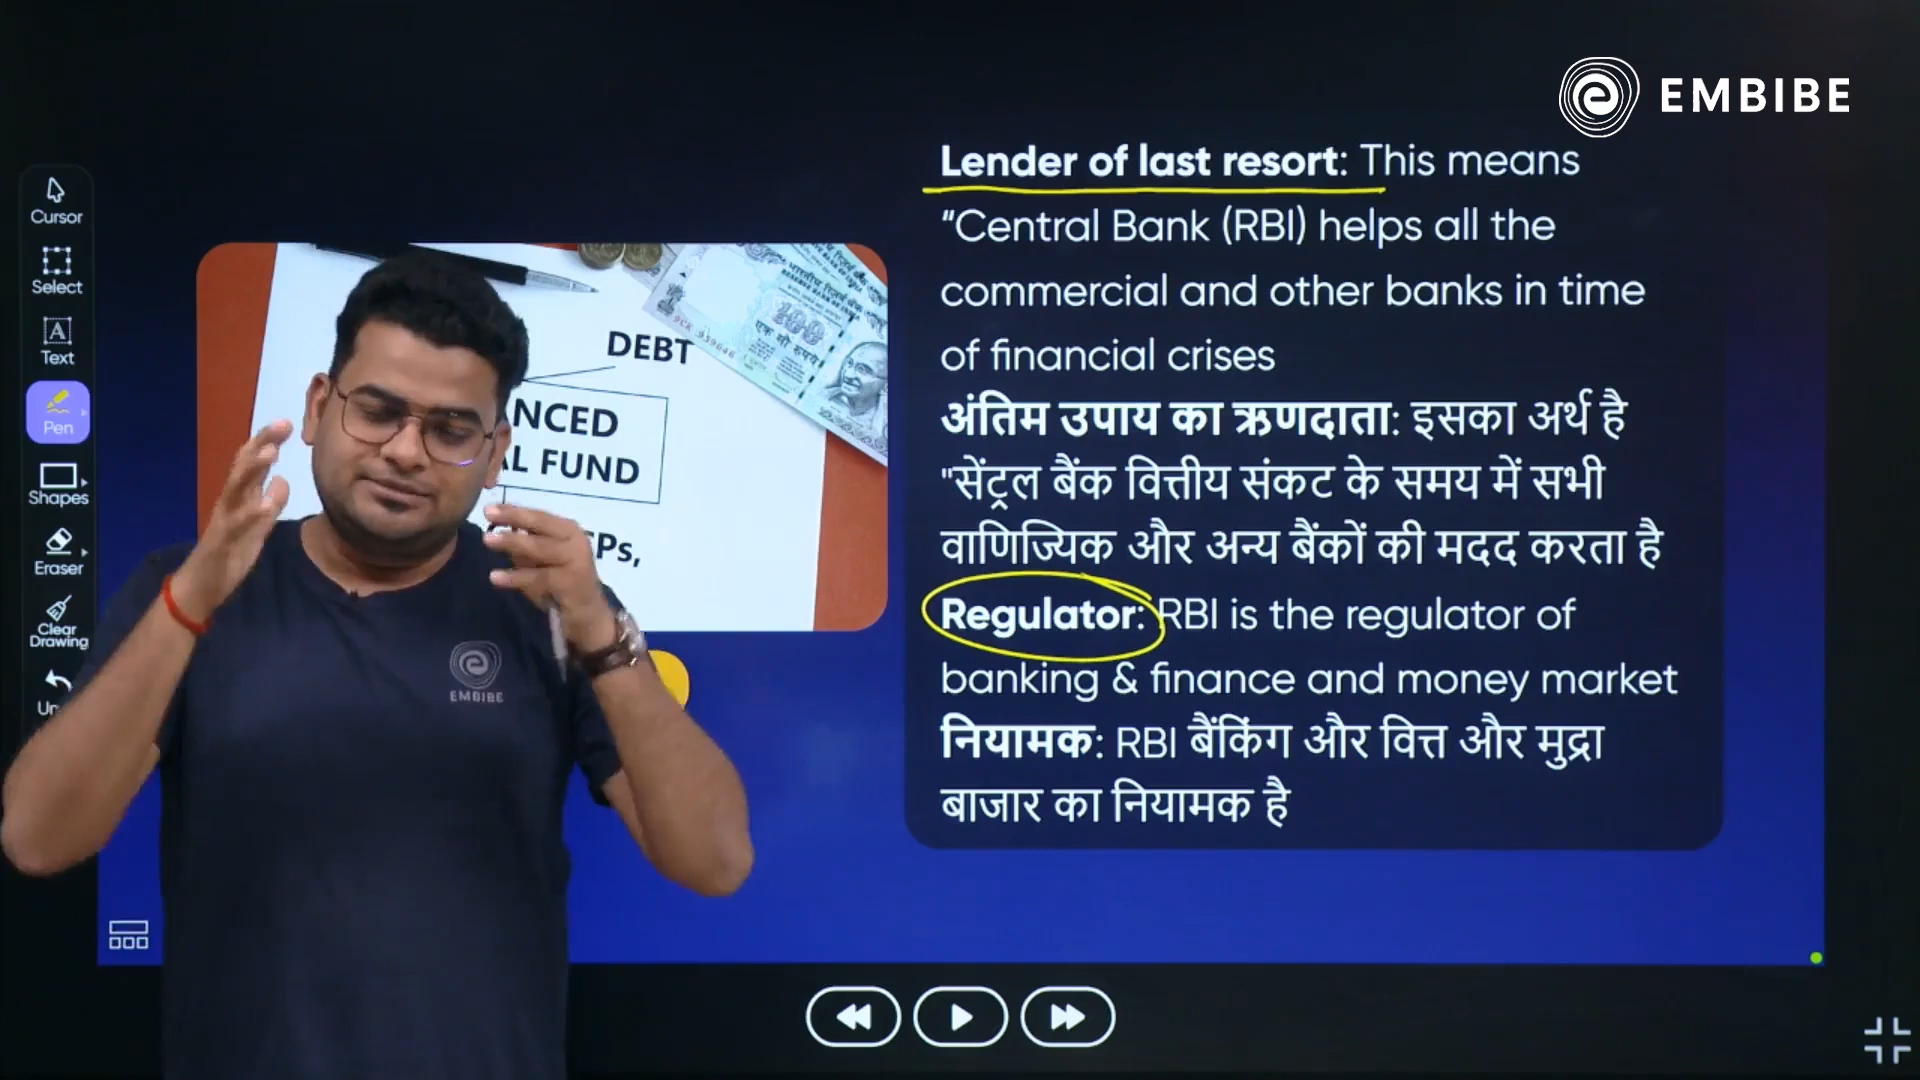 EMBIBE
Lender of last resort: This means
“Central Bank (RBI) helps all the
commercial and other banks in time
of financial crises
अंतिम उपाय का ऋणदाता: इसका अर्थ है
"सेंट्रल बैंक वित्तीय संकट के समय में सभी
वाणिज्यिक और अन्य बैंकों की मदद करता है
Regulator: RBI is the regulator of
banking & finance and money market
नियामक: RBI बैंकिंग और वित्त और मुद्रा
बाजार का नियामक है
Cursor
Select
A
Text
Pen
Shapes
Eraser
Clear
Drawing
DEBT
NCED
L FUND
Ps,
100
एक सौ रुपये
EMBIBE